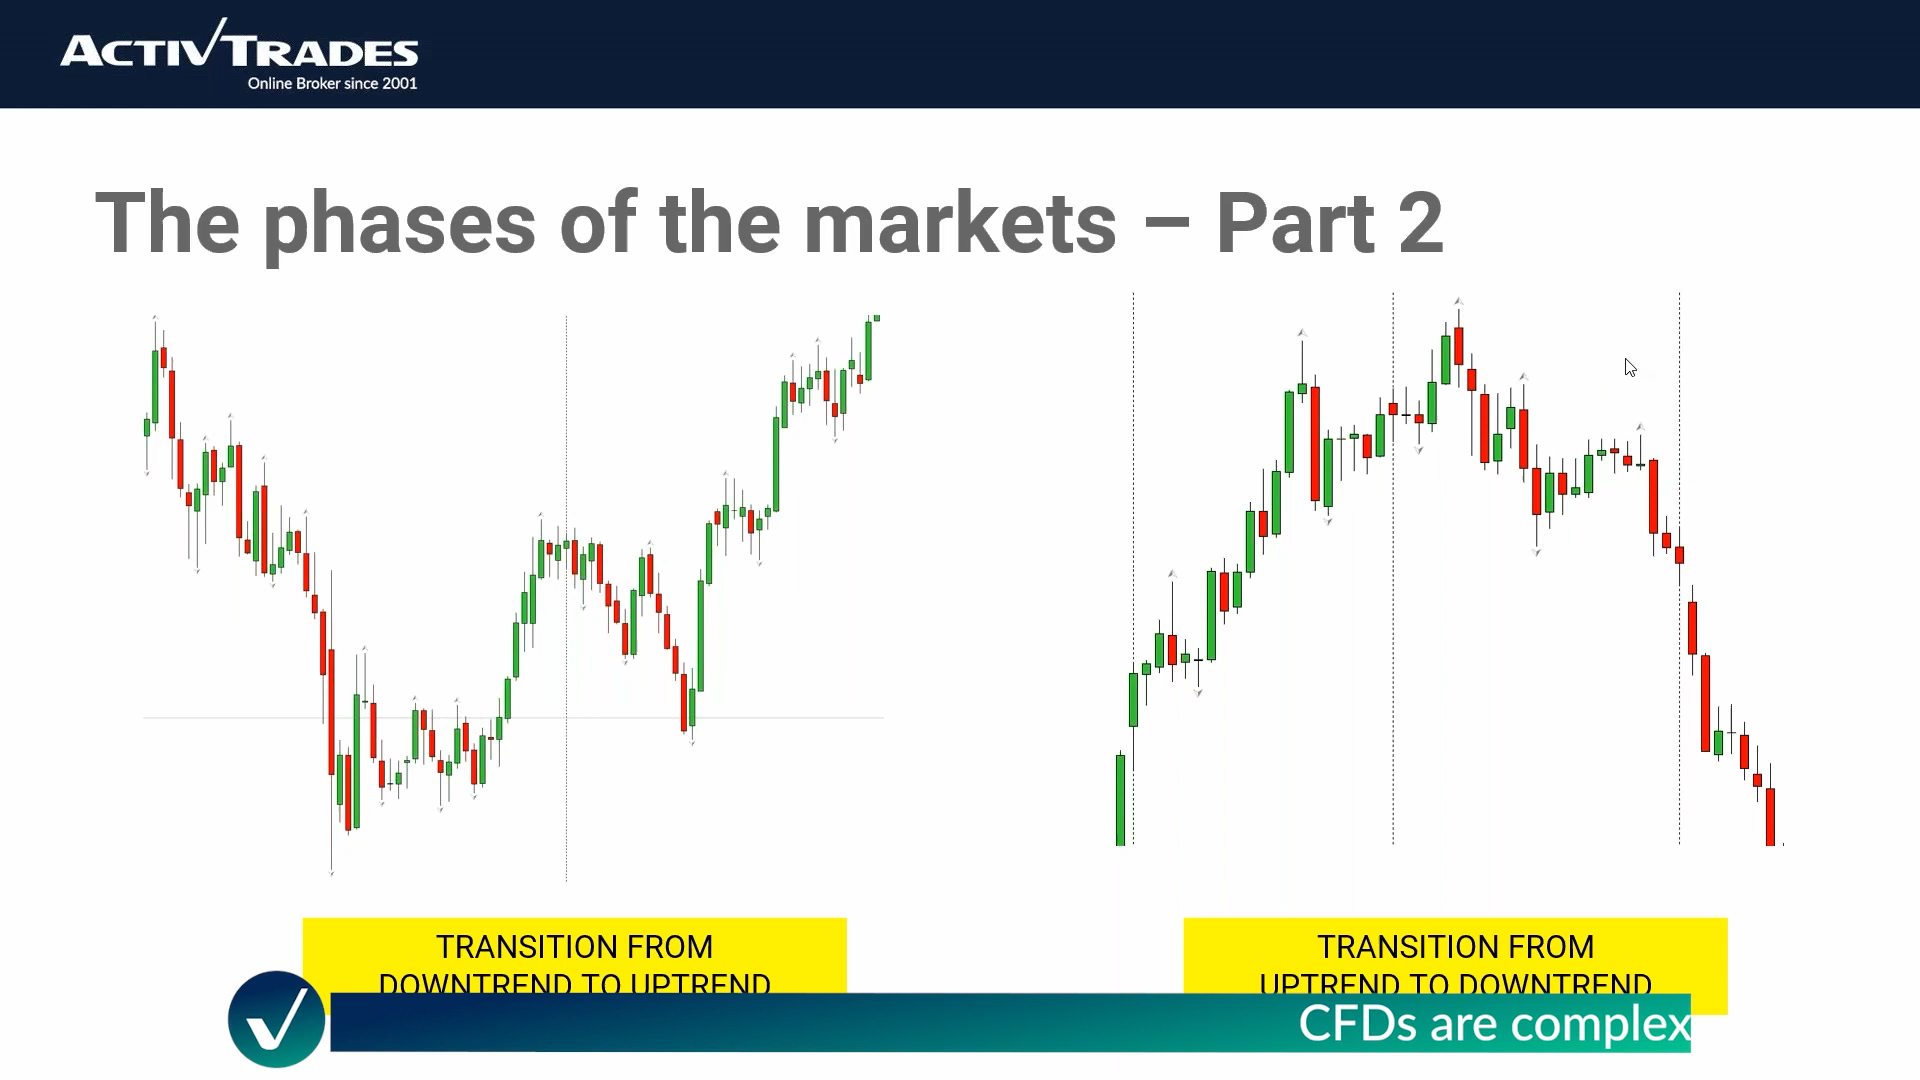 ACTIVTRADES
Online Broker since 2001
The phases of the markets – Part 2
TRANSITION FROM
DOWNTREND TO UPTREND
TRANSITION FROM
UPTREND TO DOWNTREND
CFDs are complex